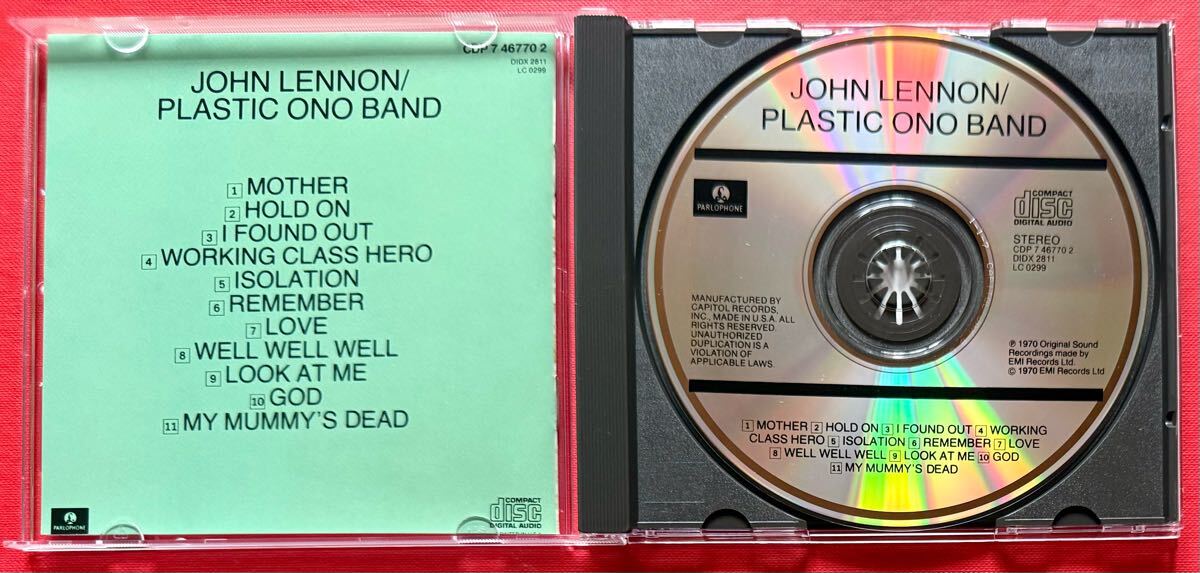 CDP 7 46770 2
DIDX 2811
LC 0299
JOHN LENNON/
PLASTIC ONO BAND
1 MOTHER
2 HOLD ON
3 I FOUND OUT
4 WORKING CLASS HERO
5 ISOLATION
6 REMEMBER
7 LOVE
8 WELL WELL WELL
9 LOOK AT ME
10 GOD
11 MY MUMMY'S DEAD
PARLOPHONE
COMPACT
disc
DIGITAL AUDIO
JOHN LENNON/
PLASTIC ONO BAND
PARLOPHONE
COMPACT
disc
DIGITAL AUDIO
STEREO
CDP 7 46770 2
DIDX 2811
LC 0299
MANUFACTURED BY
CAPITOL RECORDS,
INC., MADE IN U.S.A. ALL
RIGHTS RESERVED.
UNAUTHORIZED
DUPLICATION IS A
VIOLATION OF
APPLICABLE LAWS.
℗ 1970 Original Sound
Recordings made by
EMI Records Ltd.
© 1970 EMI Records Ltd
1 MOTHER 2 HOLD ON 3 I FOUND OUT 4 WORKING
CLASS HERO 5 ISOLATION 6 REMEMBER 7 LOVE
8 WELL WELL WELL 9 LOOK AT ME 10 GOD
11 MY MUMMY'S DEAD